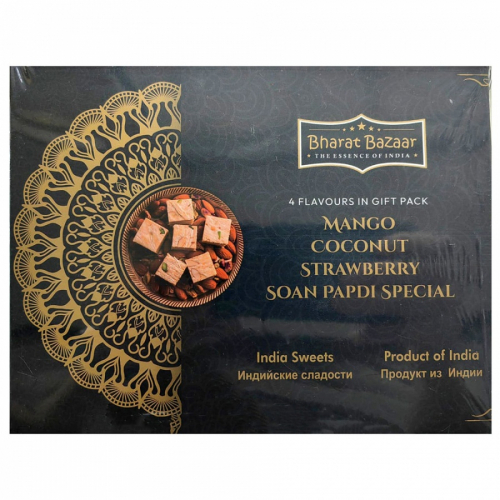 Bharat Bazaar
THE ESSENCE OF INDIA
4 FLAVOURS IN GIFT PACK
MANGO
COCONUT
STRAWBERRY
SOAN PAPDI SPECIAL
India Sweets
Индийские сладости
Product of India
Продукт из Индии